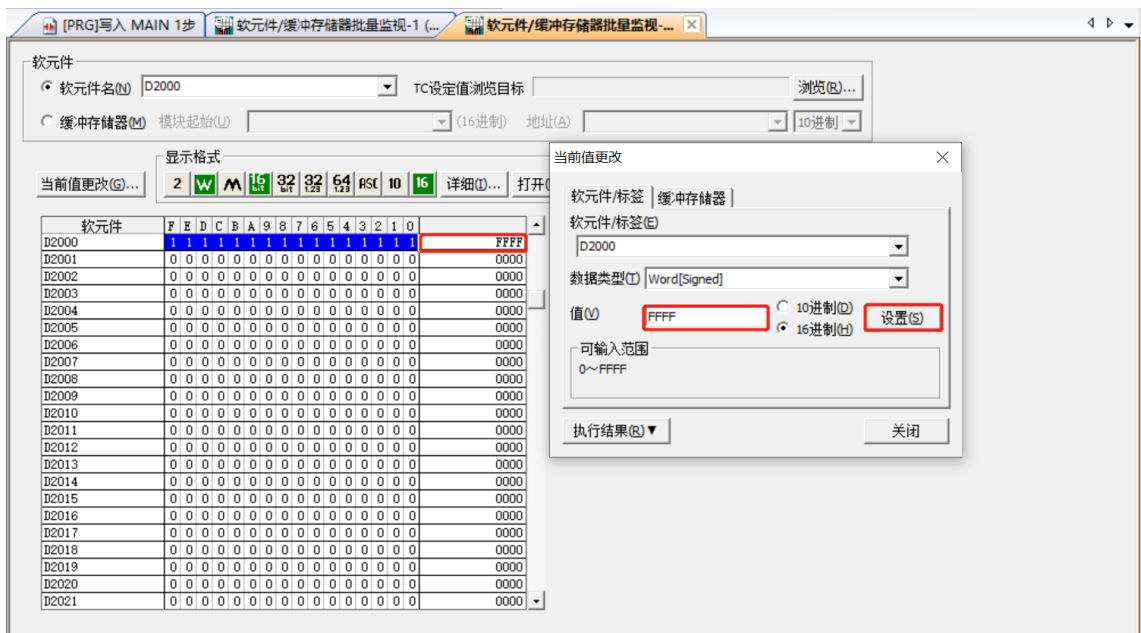 [PRG]写入 MAIN 1步 软元件/缓冲存储器批量监视-1 (... 软元件/缓冲存储器批量监视-...
软元件
软元件名(N) D2000 TC设定值浏览目标 浏览(R)...
缓冲存储器(M) 模块起始(U) (16进制) 地址(A) 10进制
显示格式
当前值更改(G)... 2 W M 16 bit 32 bit 32 1.23 64 1.23 ASC 10 16 详细(I)... 打开(
软元件 F E D C B A 9 8 7 6 5 4 3 2 1 0
D2000 1 1 1 1 1 1 1 1 1 1 1 1 1 1 1 1 FFFF
D2001 0 0 0 0 0 0 0 0 0 0 0 0 0 0 0 0 0000
D2002 0 0 0 0 0 0 0 0 0 0 0 0 0 0 0 0 0000
D2003 0 0 0 0 0 0 0 0 0 0 0 0 0 0 0 0 0000
D2004 0 0 0 0 0 0 0 0 0 0 0 0 0 0 0 0 0000
D2005 0 0 0 0 0 0 0 0 0 0 0 0 0 0 0 0 0000
D2006 0 0 0 0 0 0 0 0 0 0 0 0 0 0 0 0 0000
D2007 0 0 0 0 0 0 0 0 0 0 0 0 0 0 0 0 0000
D2008 0 0 0 0 0 0 0 0 0 0 0 0 0 0 0 0 0000
D2009 0 0 0 0 0 0 0 0 0 0 0 0 0 0 0 0 0000
D2010 0 0 0 0 0 0 0 0 0 0 0 0 0 0 0 0 0000
D2011 0 0 0 0 0 0 0 0 0 0 0 0 0 0 0 0 0000
D2012 0 0 0 0 0 0 0 0 0 0 0 0 0 0 0 0 0000
D2013 0 0 0 0 0 0 0 0 0 0 0 0 0 0 0 0 0000
D2014 0 0 0 0 0 0 0 0 0 0 0 0 0 0 0 0 0000
D2015 0 0 0 0 0 0 0 0 0 0 0 0 0 0 0 0 0000
D2016 0 0 0 0 0 0 0 0 0 0 0 0 0 0 0 0 0000
D2017 0 0 0 0 0 0 0 0 0 0 0 0 0 0 0 0 0000
D2018 0 0 0 0 0 0 0 0 0 0 0 0 0 0 0 0 0000
D2019 0 0 0 0 0 0 0 0 0 0 0 0 0 0 0 0 0000
D2020 0 0 0 0 0 0 0 0 0 0 0 0 0 0 0 0 0000
D2021 0 0 0 0 0 0 0 0 0 0 0 0 0 0 0 0 0000
当前值更改
软元件/标签 缓冲存储器
软元件/标签(E)
D2000
数据类型(T) Word[Signed]
值(V) FFFF 10进制(D) 设置(S)
16进制(H)
可输入范围
0～FFFF
执行结果(R)▼ 关闭